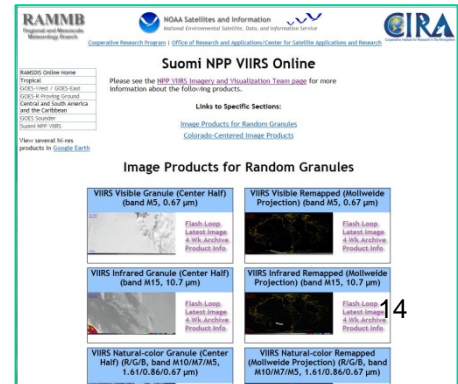 RAMMB
Regional and Mesoscale
Meteorology Branch
NOAA Satellites and Information
National Environmental Satellite, Data, and Information Service
CIRA
Cooperative Research Program | Office of Research and Applications/Center for Satellite Applications and Research
RAMSDIS Online Home
Tropical
GOES-West / GOES-East
GOES-R Proving Ground
Central and South America
and the Caribbean
GOES Sounder
Suomi NPP VIIRS
View several hi-res
products in Google Earth
Suomi NPP VIIRS Online
Please see the NPP VIIRS Imagery and Visualization Team page for more
information about the following products.
Links to Specific Sections:
Image Products for Random Granules
Colorado-Centered Image Products
Image Products for Random Granules
VIIRS Visible Granule (Center Half)
(band M5, 0.67 μm)
Flash Loop
Latest Image
4 Wk Archive
Product Info
VIIRS Visible Remapped (Mollweide
Projection) (band M5, 0.67 μm)
Flash Loop
Latest Image
4 Wk Archive
Product Info
VIIRS Infrared Granule (Center Half)
(band M15, 10.7 μm)
Flash Loop
Latest Image
4 Wk Archive
Product Info
VIIRS Infrared Remapped (Mollweide
Projection) (band M15, 10.7 μm)
Flash Loop
Latest Image
4 Wk Archive
Product Info
14
VIIRS Natural-color Granule (Center
Half) (R/G/B, band M10/M7/M5,
1.61/0.86/0.67 μm)
VIIRS Natural-color Remapped
(Mollweide Projection) (R/G/B, band
M10/M7/M5, 1.61/0.86/0.67 μm)